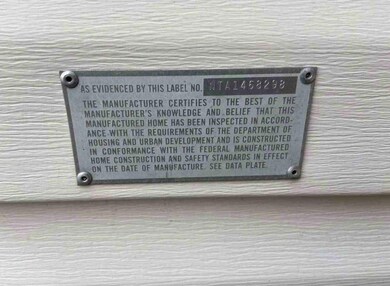 AS EVIDENCED BY THIS LABEL NO. NTA1458298
THE MANUFACTURER CERTIFIES TO THE BEST OF THE
MANUFACTURER'S KNOWLEDGE AND BELIEF THAT THIS
MANUFACTURED HOME HAS BEEN INSPECTED IN ACCORD-
ANCE WITH THE REQUIREMENTS OF THE DEPARTMENT OF
HOUSING AND URBAN DEVELOPMENT AND IS CONSTRUCTED
IN CONFORMANCE WITH THE FEDERAL MANUFACTURED
HOME CONSTRUCTION AND SAFETY STANDARDS IN EFFECT
ON THE DATE OF MANUFACTURE. SEE DATA PLATE.